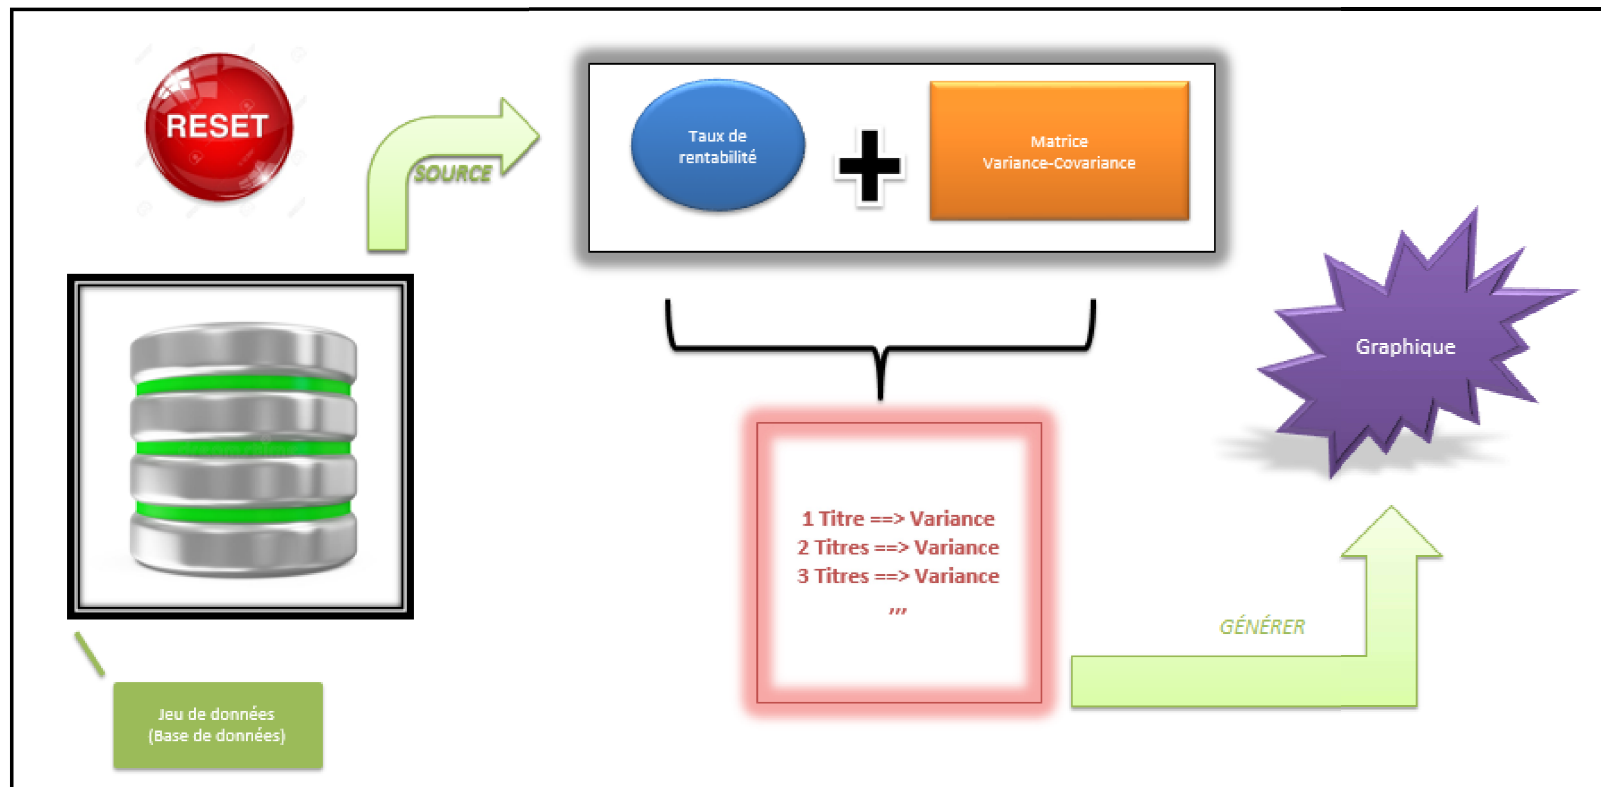 RESET
SOURCE
Taux de
rentabilité
Matrice
Variance-Covariance
Graphique
1 Titre ==> Variance
2 Titres ==> Variance
3 Titres ==> Variance
,,,
GÉNÉRER
Jeu de données
(Base de données)